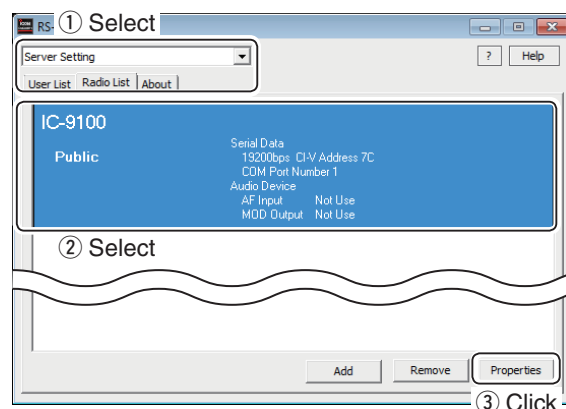 ① Select
RS-
Server Setting
? Help
User List Radio List About
IC-9100
Public
Serial Data
19200bps CI-V Address 7C
COM Port Number 1
Audio Device
AF Input Not Use
MOD Output Not Use
② Select
Add Remove Properties
③ Click